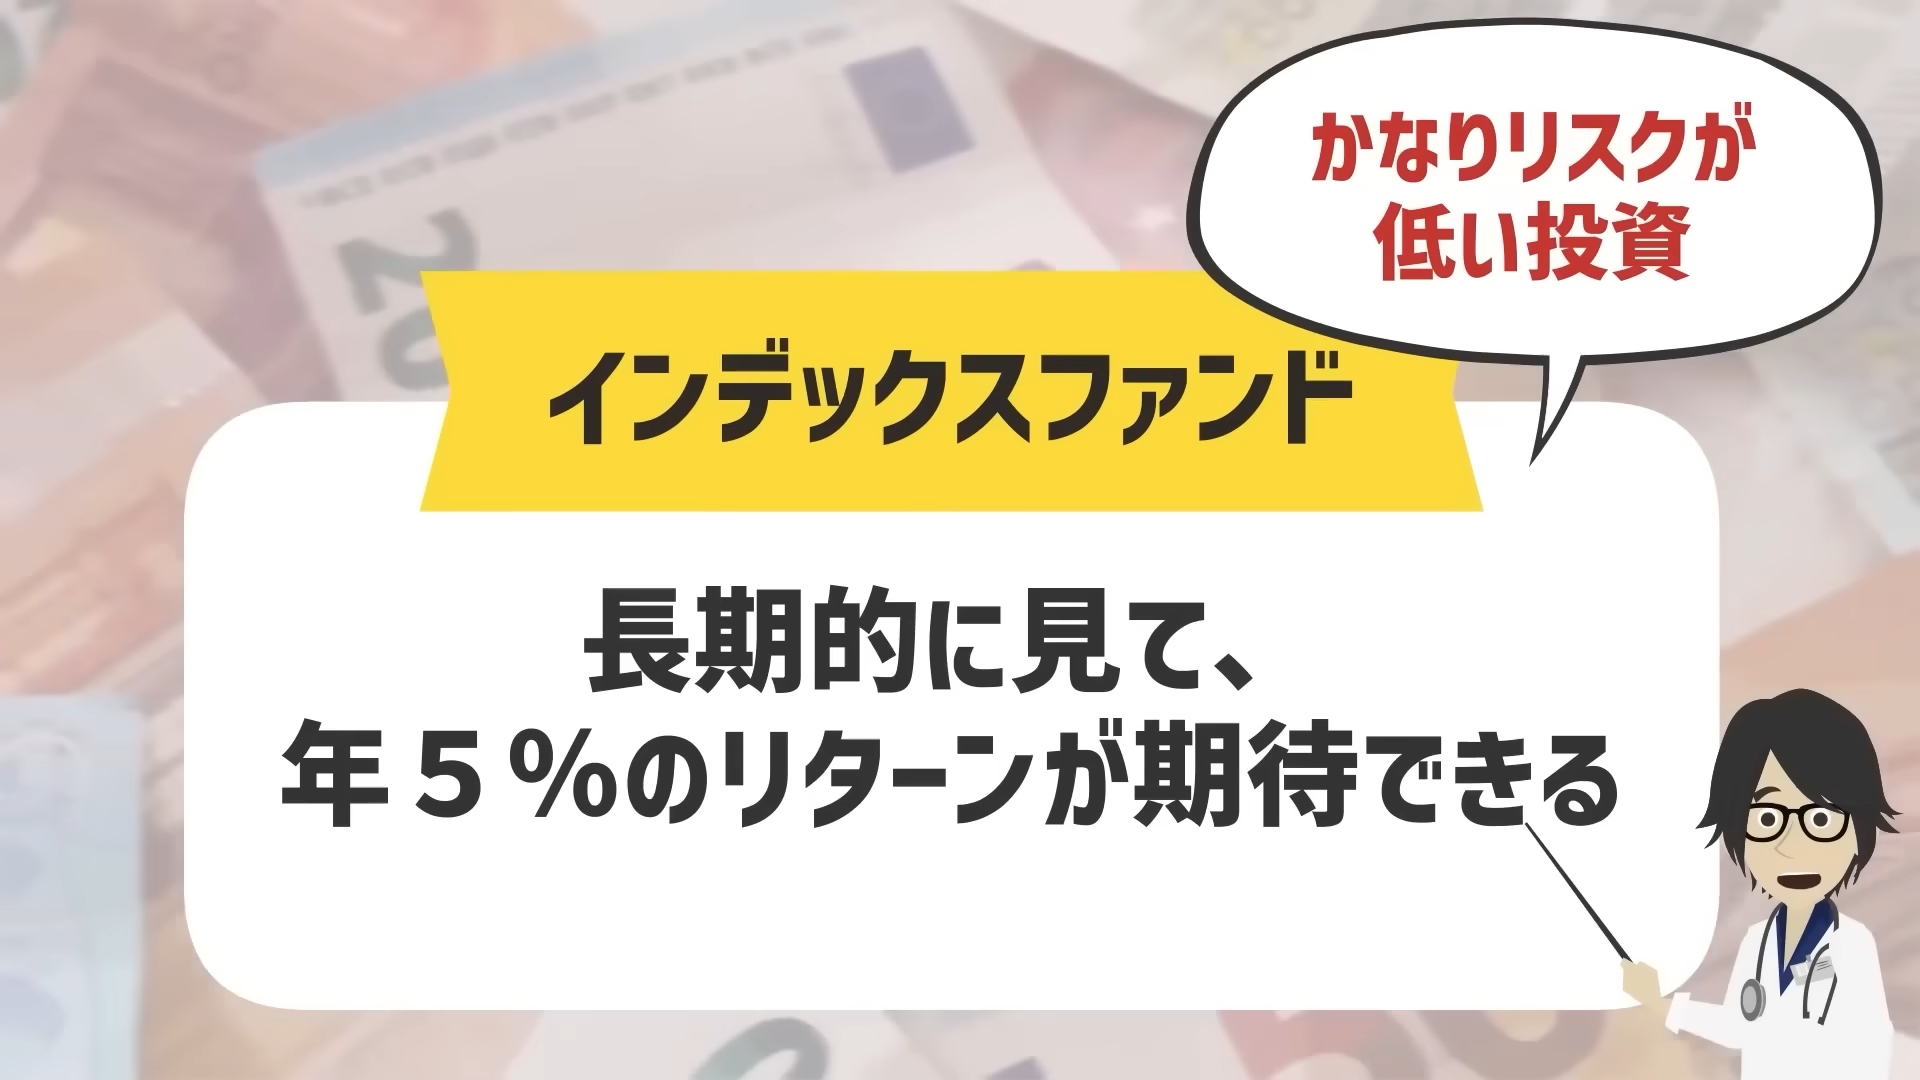 かなりリスクが
低い投資
インデックスファンド
長期的に見て、
年５％のリターンが期待できる
20